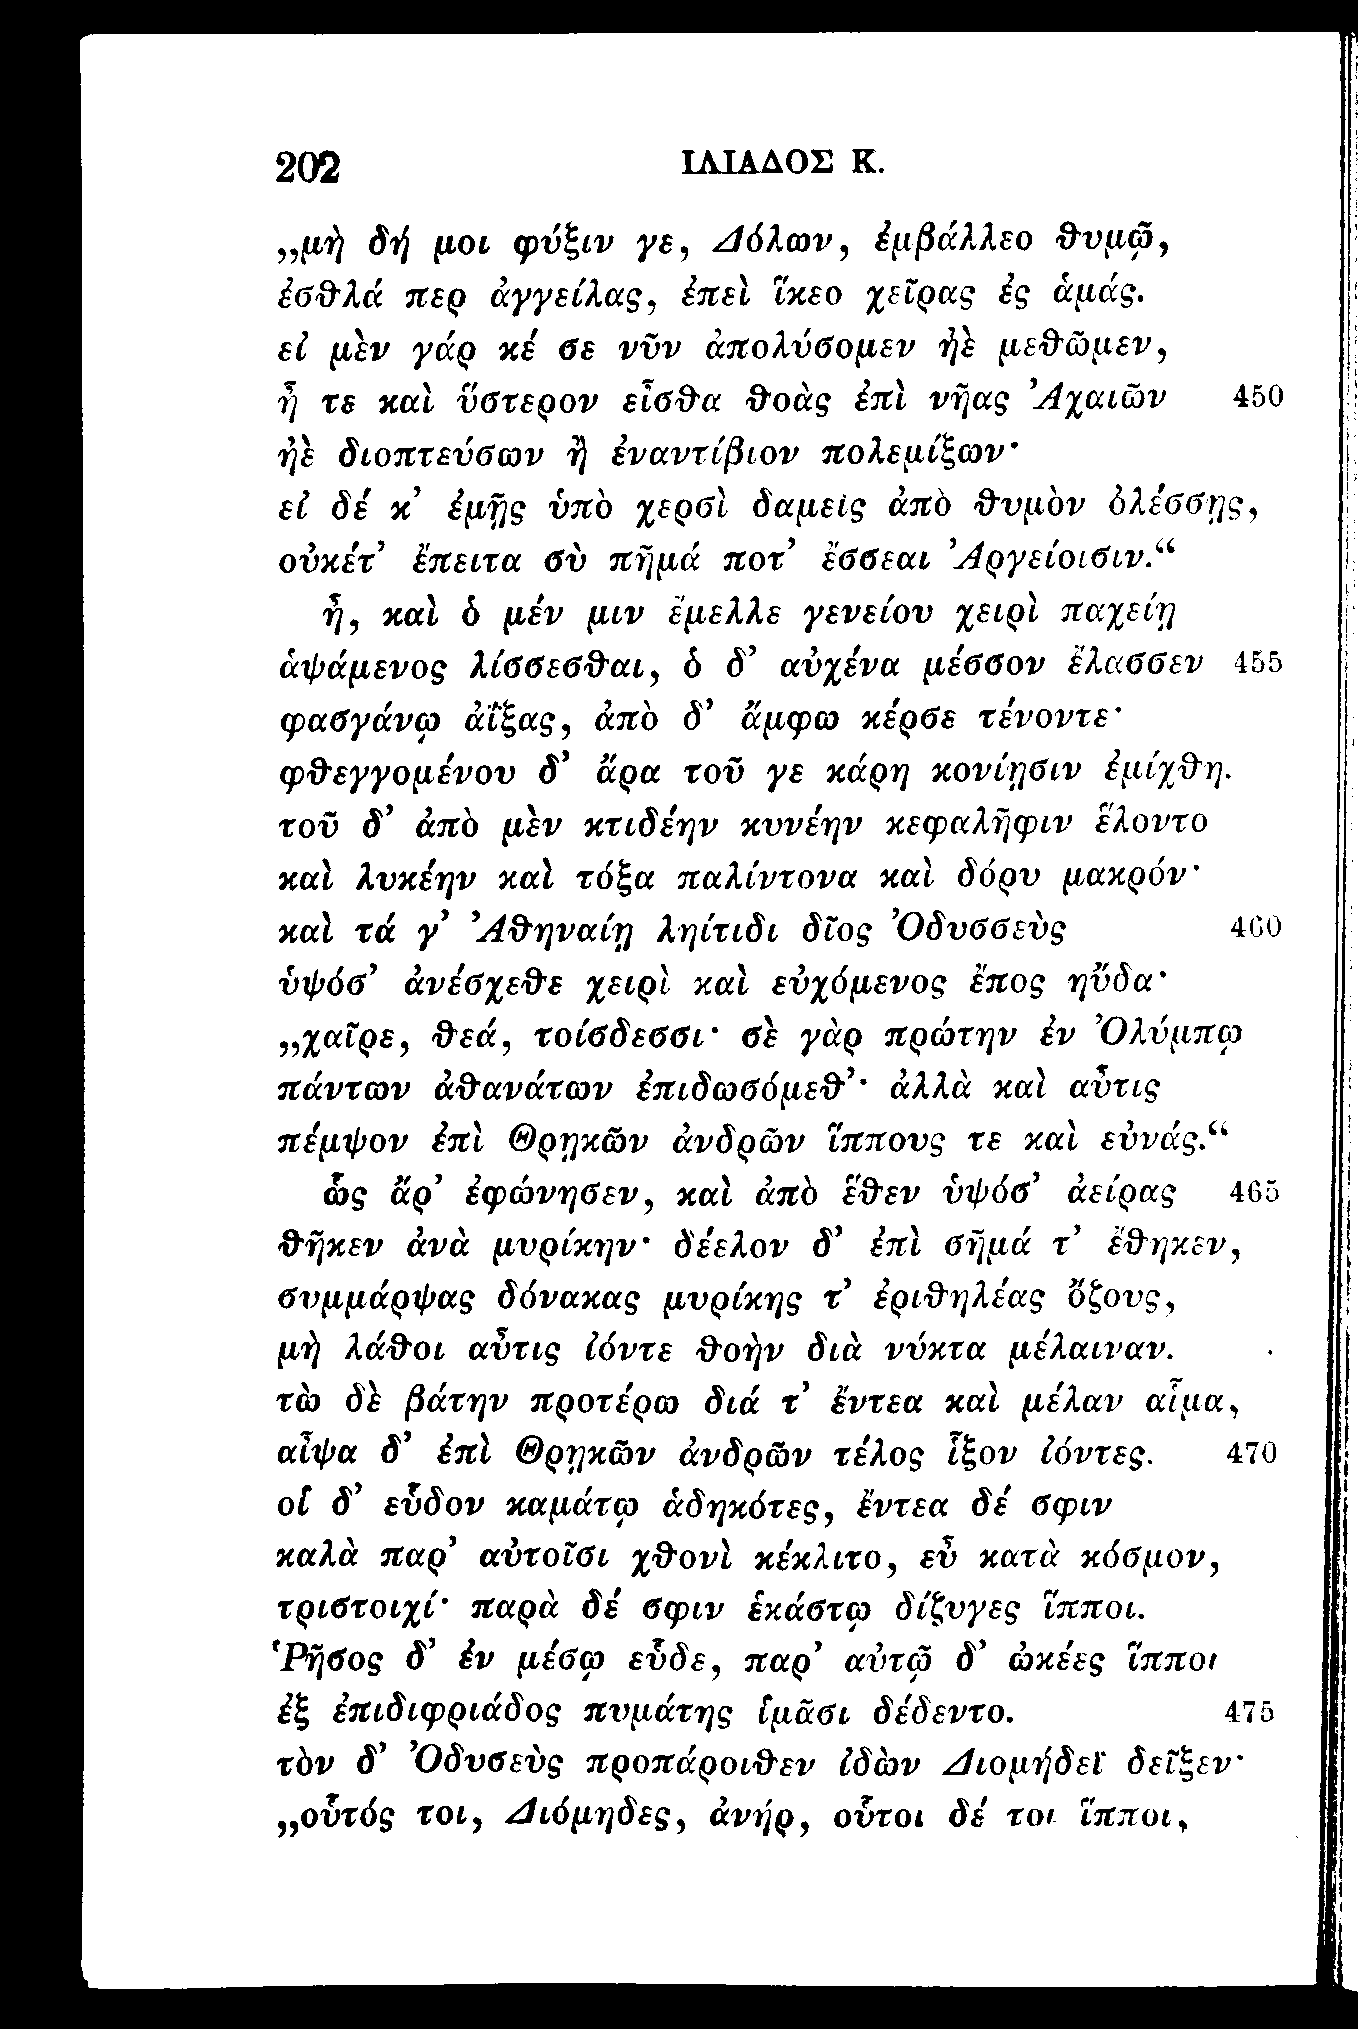 202 ΙΛΙΑΔΟΣ Κ.
„μὴ δή μοι φύξιν γε, Δόλων, ἐμβάλλεο θυμῷ,
ἐσθλά περ ἀγγείλας, ἐπεὶ ἵκεο χεῖρας ἐς ἁμάς.
εἰ μὲν γάρ κέ σε νῦν ἀπολύσομεν ἠὲ μεθῶμεν,
ἦ τε καὶ ὕστερον εἶσθα θοὰς ἐπὶ νῆας Ἀχαιῶν 450
ἠὲ διοπτεύσων ἢ ἐναντίβιον πολεμίξων·
εἰ δέ κ’ ἐμῇς ὑπὸ χερσὶ δαμεὶς ἀπὸ θυμὸν ὀλέσσῃς,
οὐκέτ’ ἔπειτα σὺ πῆμά ποτ’ ἔσσεαι Ἀργείοισιν.“
ἦ, καὶ ὁ μέν μιν ἔμελλε γενείου χειρὶ παχείῃ
ἁψάμενος λίσσεσθαι, ὁ δ’ αὐχένα μέσσον ἔλασσεν 455
φασγάνῳ ἀΐξας, ἀπὸ δ’ ἄμφω κέρσε τένοντε·
φθεγγομένου δ’ ἄρα τοῦ γε κάρη κονίῃσιν ἐμίχθη.
τοῦ δ’ ἀπὸ μὲν κτιδέην κυνέην κεφαλῆφιν ἕλοντο
καὶ λυκέην καὶ τόξα παλίντονα καὶ δόρυ μακρόν·
καὶ τά γ’ Ἀθηναίῃ ληίτιδι δῖος Ὀδυσσεὺς 460
ὑψόσ’ ἀνέσχεθε χειρὶ καὶ εὐχόμενος ἔπος ηὔδα·
„χαῖρε, θεά, τοίσδεσσι· σὲ γὰρ πρώτην ἐν Ὀλύμπῳ
πάντων ἀθανάτων ἐπιδωσόμεθ’· ἀλλὰ καὶ αὖτις
πέμψον ἐπὶ Θρῃκῶν ἀνδρῶν ἵππους τε καὶ εὐνάς.“
ὣς ἄρ’ ἐφώνησεν, καὶ ἀπὸ ἕθεν ὑψόσ’ ἀείρας 465
θῆκεν ἀνὰ μυρίκην· δέελον δ’ ἐπὶ σῆμά τ’ ἔθηκεν,
συμμάρψας δόνακας μυρίκης τ’ ἐριθηλέας ὄζους,
μὴ λάθοι αὖτις ἰόντε θοὴν διὰ νύκτα μέλαιναν.
τὼ δὲ βάτην προτέρω διά τ’ ἔντεα καὶ μέλαν αἷμα,
αἶψα δ’ ἐπὶ Θρῃκῶν ἀνδρῶν τέλος ἷξον ἰόντες. 470
οἳ δ’ εὗδον καμάτῳ ἀδηκότες, ἔντεα δέ σφιν
καλὰ παρ’ αὐτοῖσι χθονὶ κέκλιτο, εὖ κατὰ κόσμον,
τριστοιχί· παρὰ δέ σφιν ἑκάστῳ δίζυγες ἵπποι.
Ῥῆσος δ’ ἐν μέσῳ εὗδε, παρ’ αὐτῷ δ’ ὠκέες ἵπποι
ἐξ ἐπιδιφριάδος πυμάτης ἱμᾶσι δέδεντο. 475
τὸν δ’ Ὀδυσεὺς προπάροιθεν ἰδὼν Διομήδεϊ δεῖξεν·
„οὗτός τοι, Διόμηδες, ἀνήρ, οὗτοι δέ τοι ἵπποι,